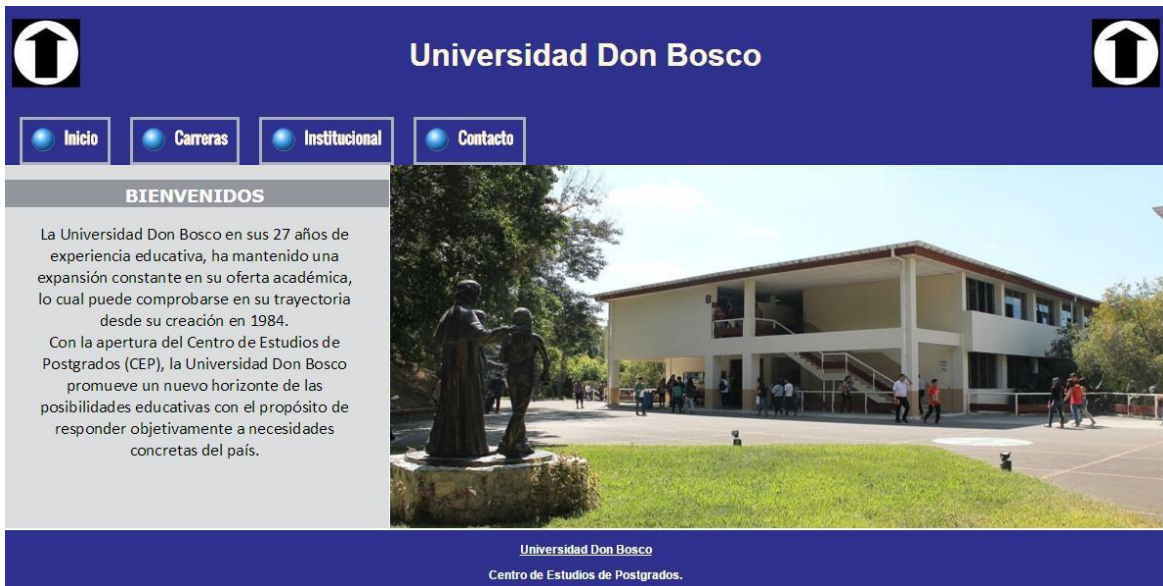 Universidad Don Bosco
Inicio
Carreras
Institucional
Contacto
BIENVENIDOS
La Universidad Don Bosco en sus 27 años de
experiencia educativa, ha mantenido una
expansión constante en su oferta académica,
lo cual puede comprobarse en su trayectoria
desde su creación en 1984.
Con la apertura del Centro de Estudios de
Postgrados (CEP), la Universidad Don Bosco
promueve un nuevo horizonte de las
posibilidades educativas con el propósito de
responder objetivamente a necesidades
concretas del país.
Universidad Don Bosco
Centro de Estudios de Postgrados.